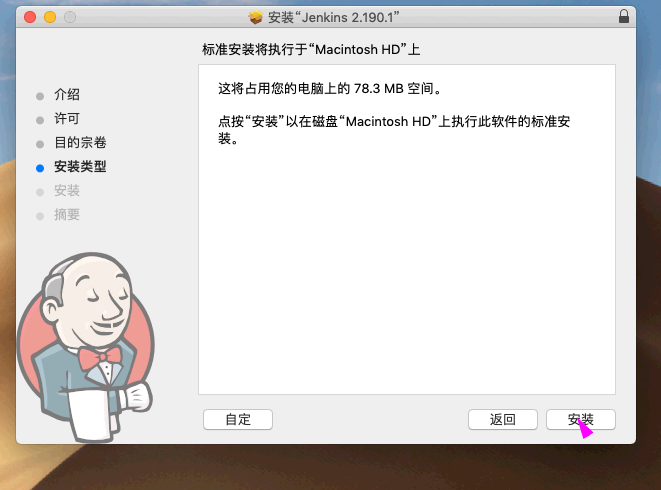 安装“Jenkins 2.190.1”
标准安装将执行于“Macintosh HD”上
介绍
许可
目的宗卷
安装类型
安装
摘要
这将占用您的电脑上的 78.3 MB 空间。
点按“安装”以在磁盘“Macintosh HD”上执行此软件的标准安
装。
自定
返回
安装